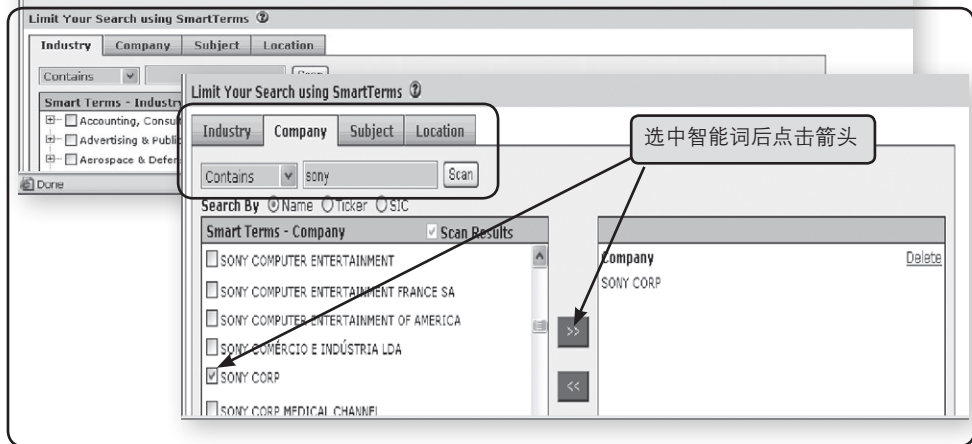 Limit Your Search using SmartTerms ?
Industry Company Subject Location
Contains
Smart Terms - Industry
Accounting, Consul
Advertising & Public
Aerospace & Defen
Done
Limit Your Search using SmartTerms ?
Industry Company Subject Location
Contains sony Scan
Search By Name Ticker SIC
Smart Terms - Company Scan Results
SONY COMPUTER ENTERTAINMENT
SONY COMPUTER ENTERTAINMENT FRANCE SA
SONY COMPUTER ENTERTAINMENT OF AMERICA
SONY COMÉRCIO E INDÚSTRIA LDA
SONY CORP
SONY CORP MEDICAL CHANNEL
>>
<<
Company Delete
SONY CORP
选中智能词后点击箭头